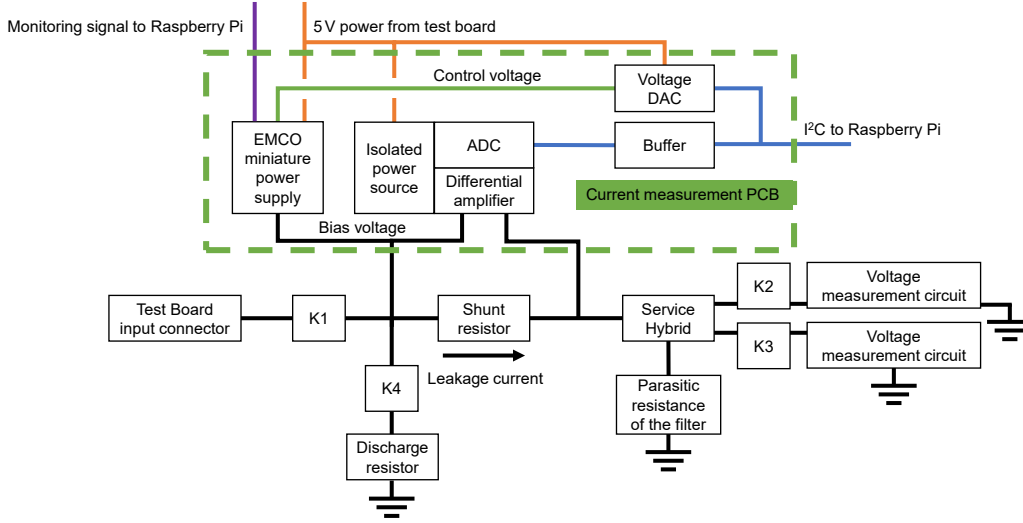 Monitoring signal to Raspberry Pi
5 V power from test board
Control voltage
Voltage
DAC
I²C to Raspberry Pi
EMCO
miniature
power
supply
Isolated
power
source
ADC
Differential
amplifier
Buffer
Current measurement PCB
Bias voltage
Test Board
input connector
K1
Shunt
resistor
Service
Hybrid
K2
Voltage
measurement circuit
K3
Voltage
measurement circuit
Leakage current
K4
Parasitic
resistance
of the filter
Discharge
resistor